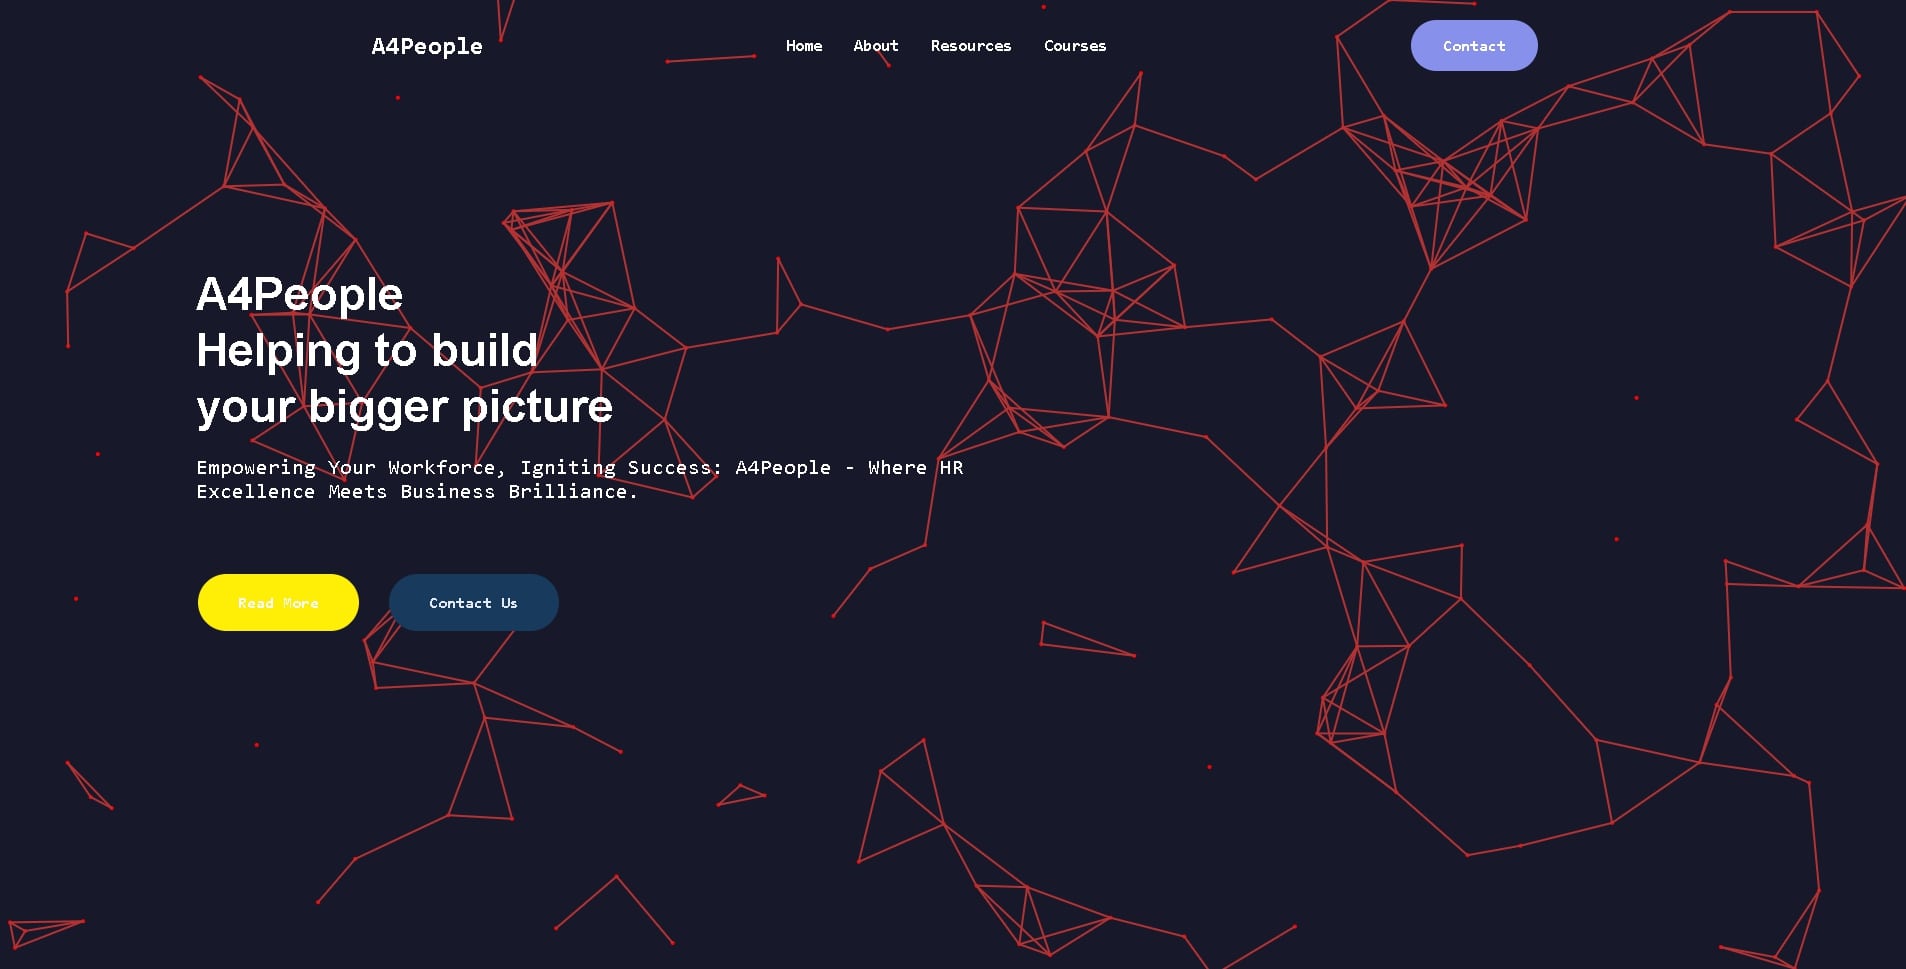 A4People
Home About Resources Courses
Contact
A4People
Helping to build
your bigger picture
Empowering Your Workforce, Igniting Success: A4People - Where HR
Excellence Meets Business Brilliance.
Read More
Contact Us